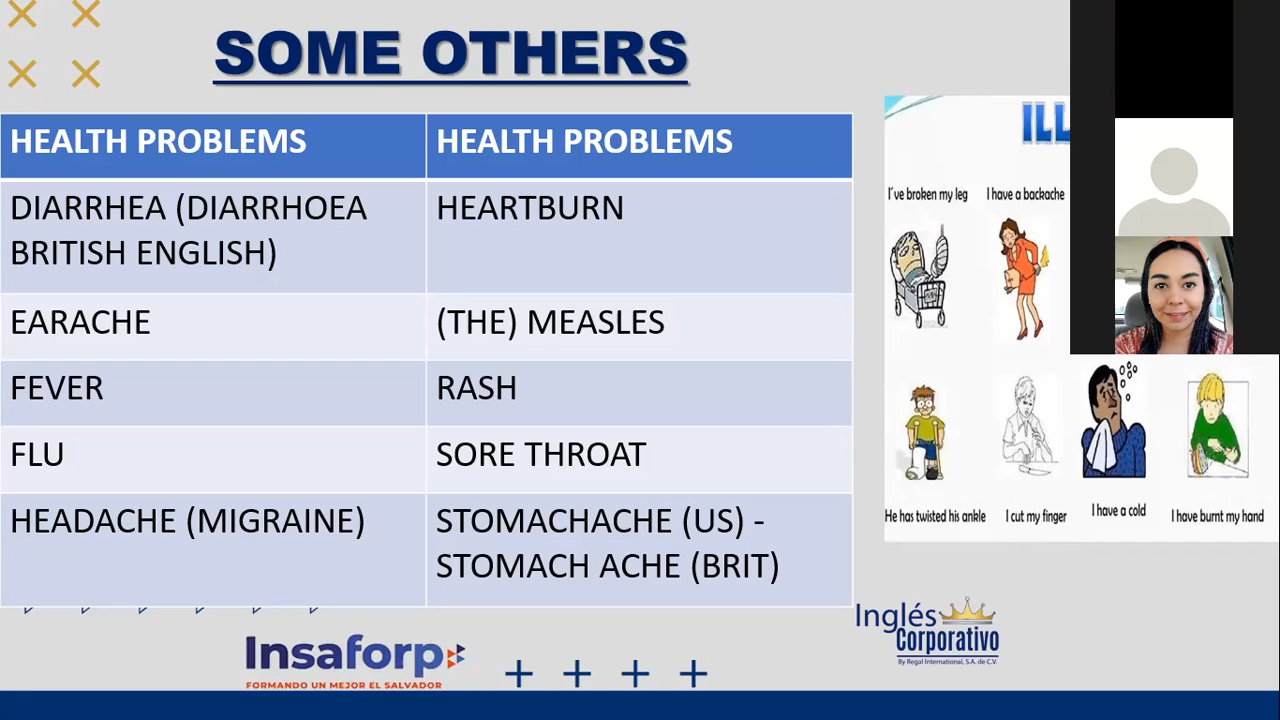 SOME OTHERS
HEALTH PROBLEMS
HEALTH PROBLEMS
DIARRHEA (DIARRHOEA
BRITISH ENGLISH)
HEARTBURN
EARACHE
(THE) MEASLES
FEVER
RASH
FLU
SORE THROAT
HEADACHE (MIGRAINE)
STOMACHACHE (US) -
STOMACH ACHE (BRIT)
ILL
I´ve broken my leg
I have a backache
He has twisted his ankle
I cut my finger
I have a cold
I have burnt my hand
Insaforp
FORMANDO UN MEJOR EL SALVADOR
Inglés
Corporativo
By Regal International, S.A. de C.V.